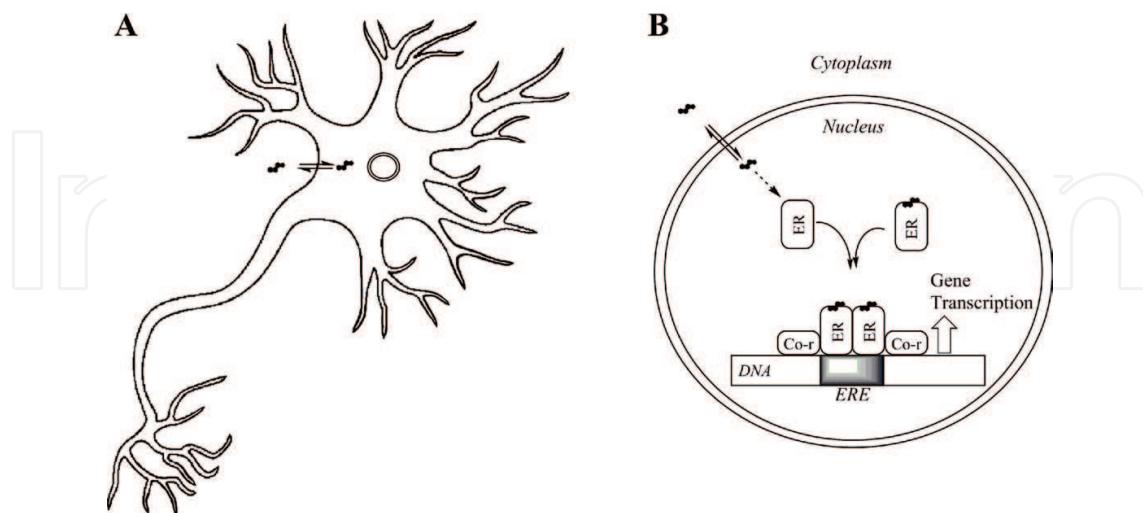 A
B
Cytoplasm
Nucleus
ER
ER
Gene
Transcription
Co-r
ER
ER
Co-r
DNA
ERE